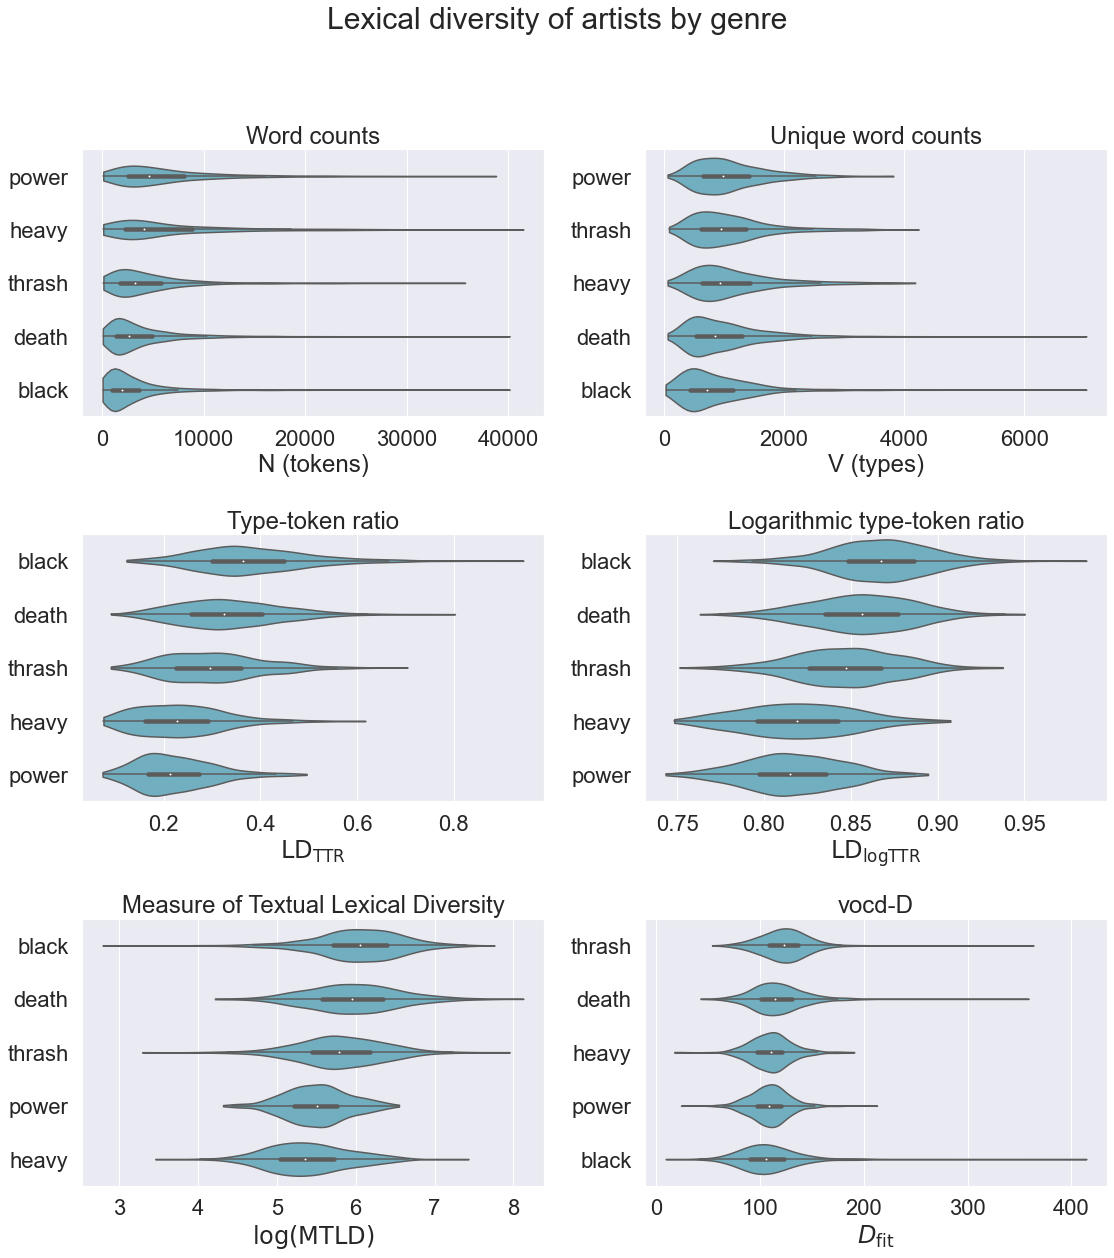 Lexical diversity of artists by genre
Word counts
power
heavy
thrash
death
black
0 10000 20000 30000 40000
N (tokens)
Unique word counts
power
thrash
heavy
death
black
0 2000 4000 6000
V (types)
Type-token ratio
black
death
thrash
heavy
power
0.2 0.4 0.6 0.8
LD_TTR
Logarithmic type-token ratio
black
death
thrash
heavy
power
0.75 0.80 0.85 0.90 0.95
LD_logTTR
Measure of Textual Lexical Diversity
black
death
thrash
power
heavy
3 4 5 6 7 8
log(MTLD)
vocd-D
thrash
death
heavy
power
black
0 100 200 300 400
D_fit